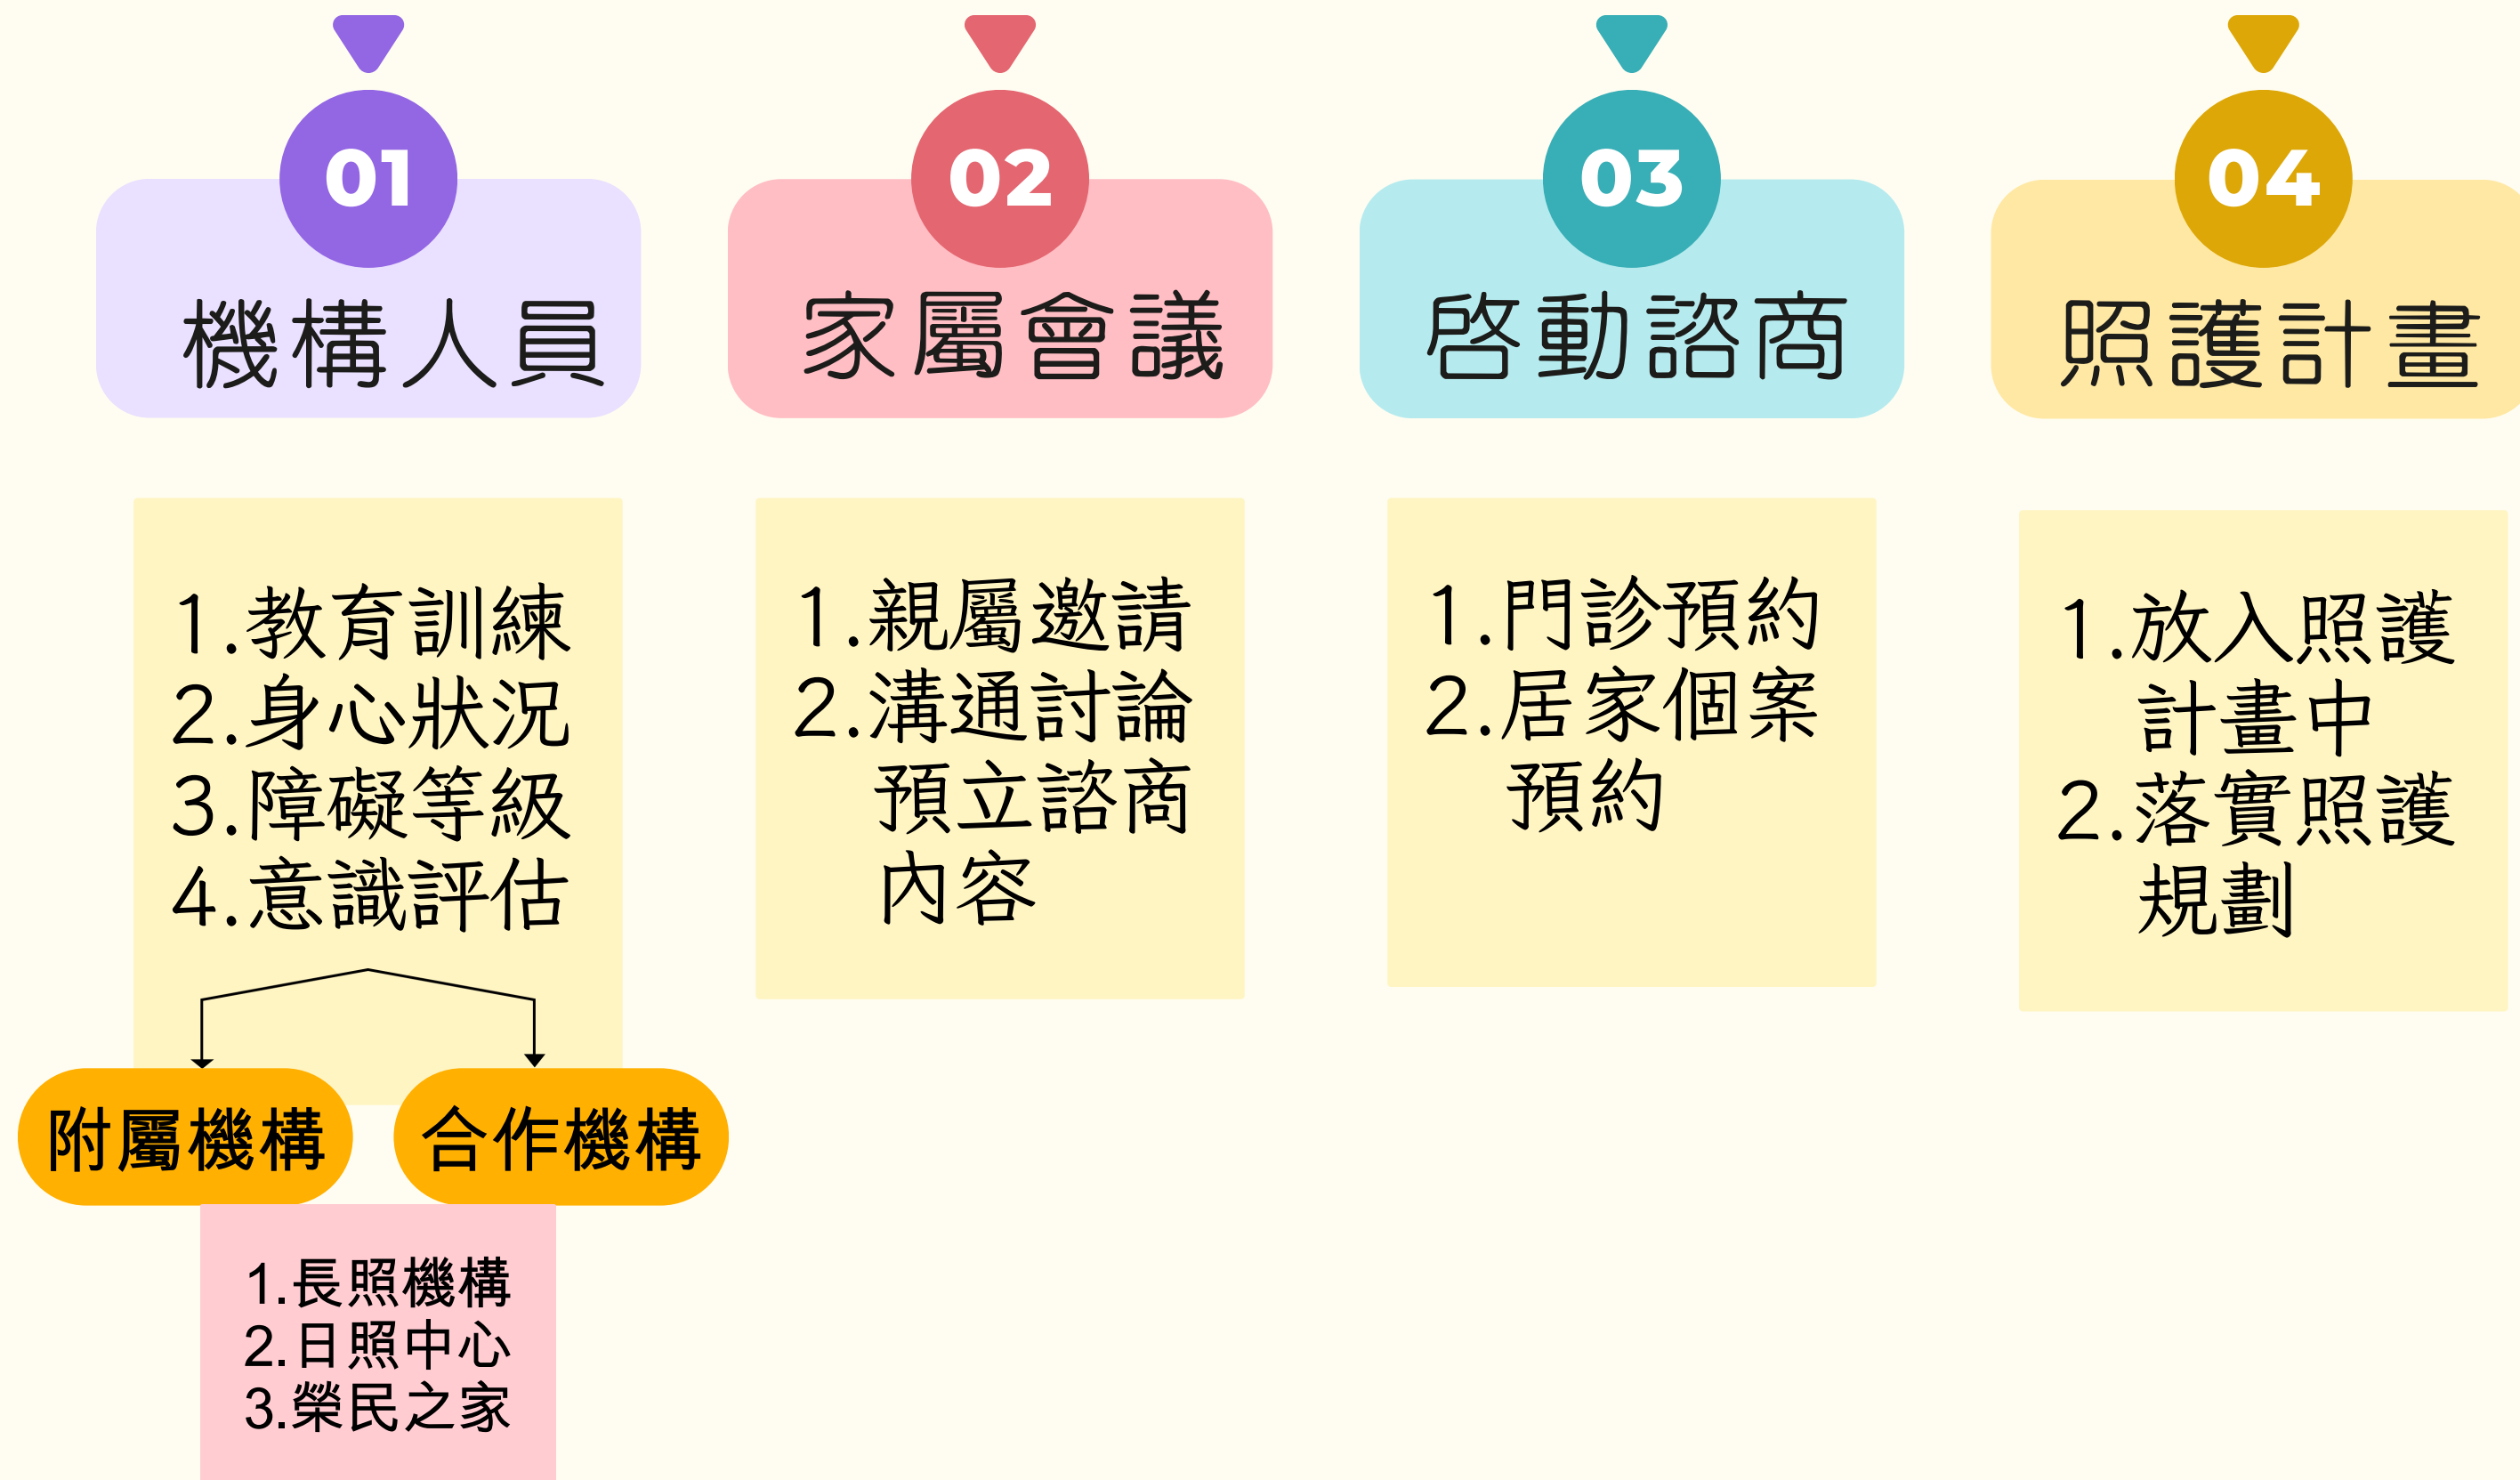 01
機構人員
1.教育訓練
2.身心狀況
3.障礙等級
4.意識評估
附屬機構
合作機構
1.長照機構
2.日照中心
3.榮民之家
02
家屬會議
1.親屬邀請
2.溝通討論
預立諮商
內容
03
啓動諮商
1.門診預約
2.居家個案
預約
04
照護計畫
1.放入照護
計畫中
2.落實照護
規劃